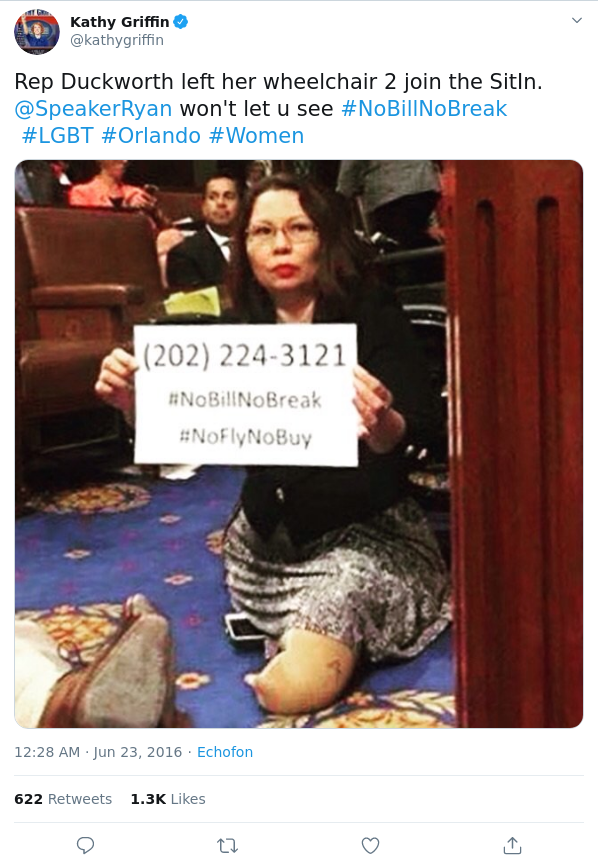 Kathy Griffin
@kathygriffin
Rep Duckworth left her wheelchair 2 join the SitIn.
@SpeakerRyan won't let u see #NoBillNoBreak
#LGBT #Orlando #Women
(202) 224-3121
#NoBillNoBreak
#NoFlyNoBuy
12:28 AM · Jun 23, 2016 · Echofon
622 Retweets 1.3K Likes